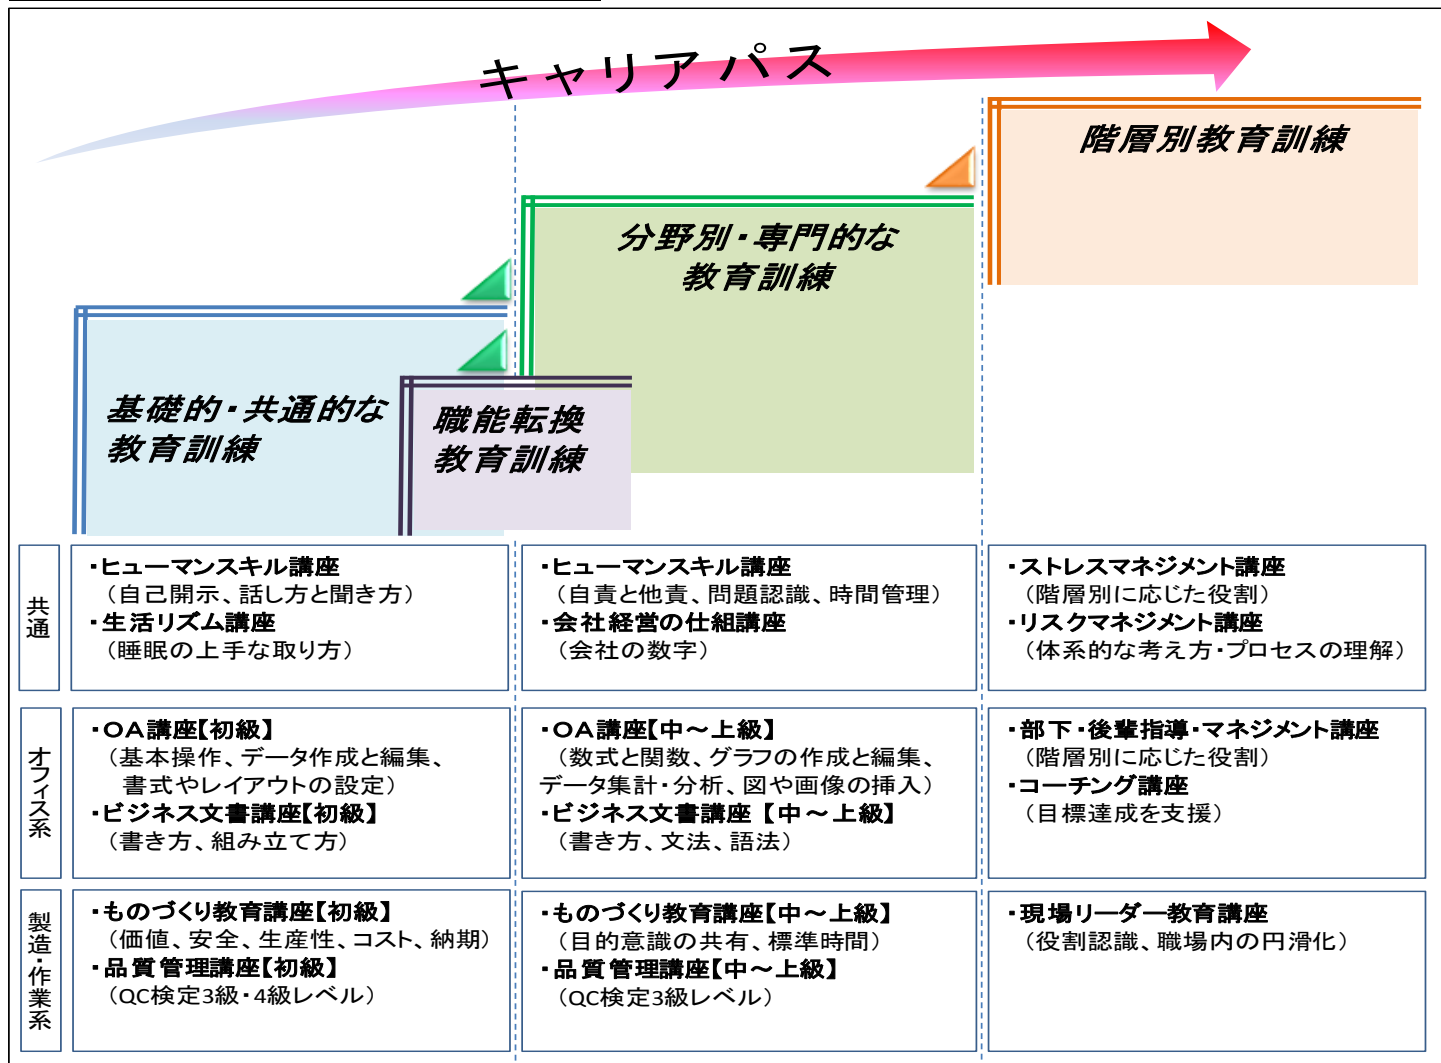 キャリアパス
階層別教育訓練
分野別・専門的な
教育訓練
基礎的・共通的な
教育訓練
職能転換
教育訓練
共通
・ヒューマンスキル講座
（自己開示、話し方と聞き方）
・生活リズム講座
（睡眠の上手な取り方）
・ヒューマンスキル講座
（自責と他責、問題認識、時間管理）
・会社経営の仕組講座
（会社の数字）
・ストレスマネジメント講座
（階層別に応じた役割）
・リスクマネジメント講座
（体系的な考え方・プロセスの理解）
オフィス系
・OA講座【初級】
（基本操作、データ作成と編集、
書式やレイアウトの設定）
・ビジネス文書講座【初級】
（書き方、組み立て方）
・OA講座【中～上級】
（数式と関数、グラフの作成と編集、
データ集計・分析、図や画像の挿入）
・ビジネス文書講座 【中～上級】
（書き方、文法、語法）
・部下・後輩指導・マネジメント講座
（階層別に応じた役割）
・コーチング講座
（目標達成を支援）
製造・作業系
・ものづくり教育講座【初級】
（価値、安全、生産性、コスト、納期）
・品質管理講座【初級】
（QC検定3級・4級レベル）
・ものづくり教育講座【中～上級】
（目的意識の共有、標準時間）
・品質管理講座【中～上級】
（QC検定3級レベル）
・現場リーダー教育講座
（役割認識、職場内の円滑化）